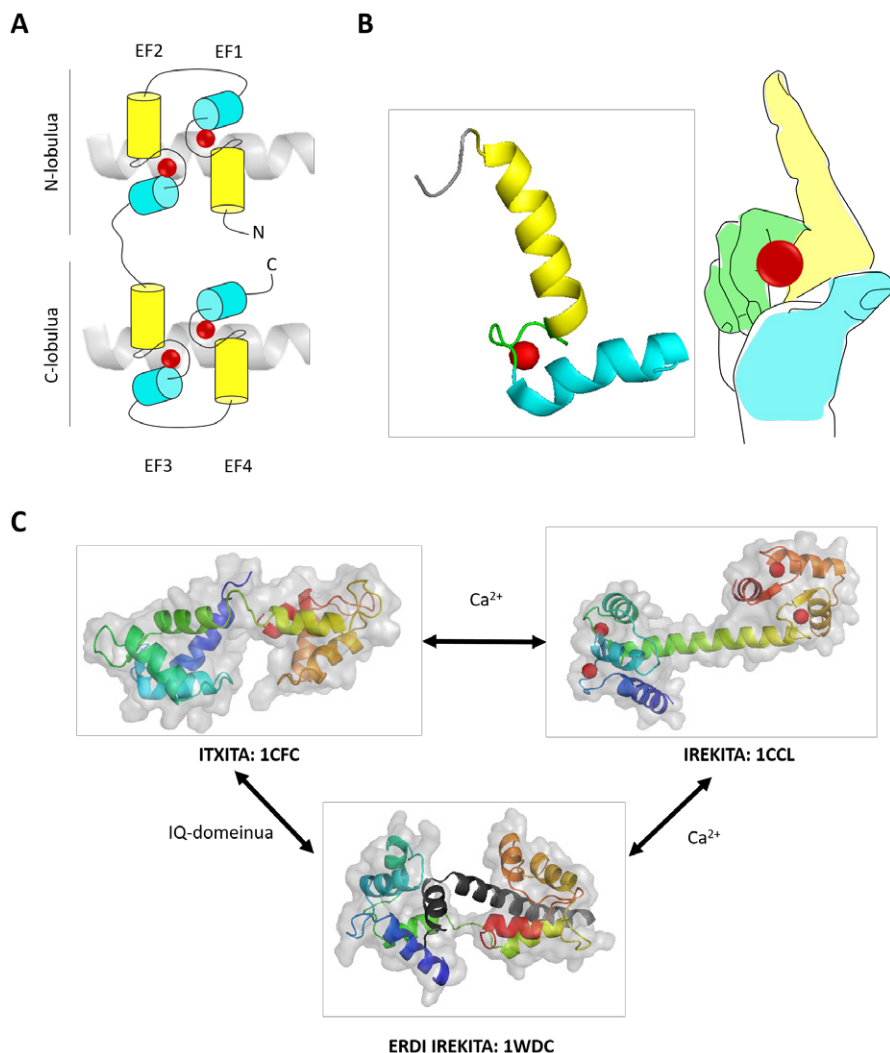 A
EF2
EF1
N-lobulua
N
C
C-lobulua
EF3
EF4
B
C
Ca²⁺
ITXITA: 1CFC
IREKITA: 1CCL
IQ-domeinua
Ca²⁺
ERDI IREKITA: 1WDC